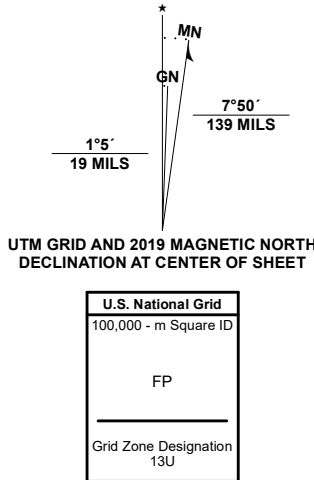 ★
MN
GN
7°50´
139 MILS
1°5´
19 MILS
UTM GRID AND 2019 MAGNETIC NORTH
DECLINATION AT CENTER OF SHEET
U.S. National Grid
100,000 - m Square ID
FP
Grid Zone Designation
13U